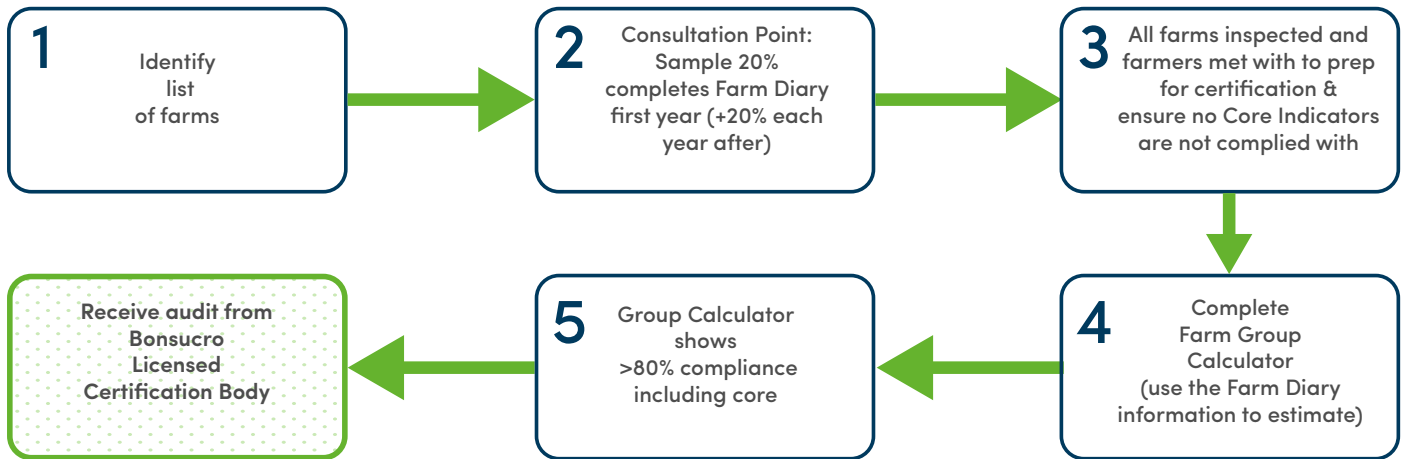 1
Identify
list
of farms
2
Consultation Point:
Sample 20%
completes Farm Diary
first year (+20% each
year after)
3
All farms inspected and
farmers met with to prep
for certification &
ensure no Core Indicators
are not complied with
4
Complete
Farm Group
Calculator
(use the Farm Diary
information to estimate)
5
Group Calculator
shows
>80% compliance
including core
Receive audit from
Bonsucro
Licensed
Certification Body